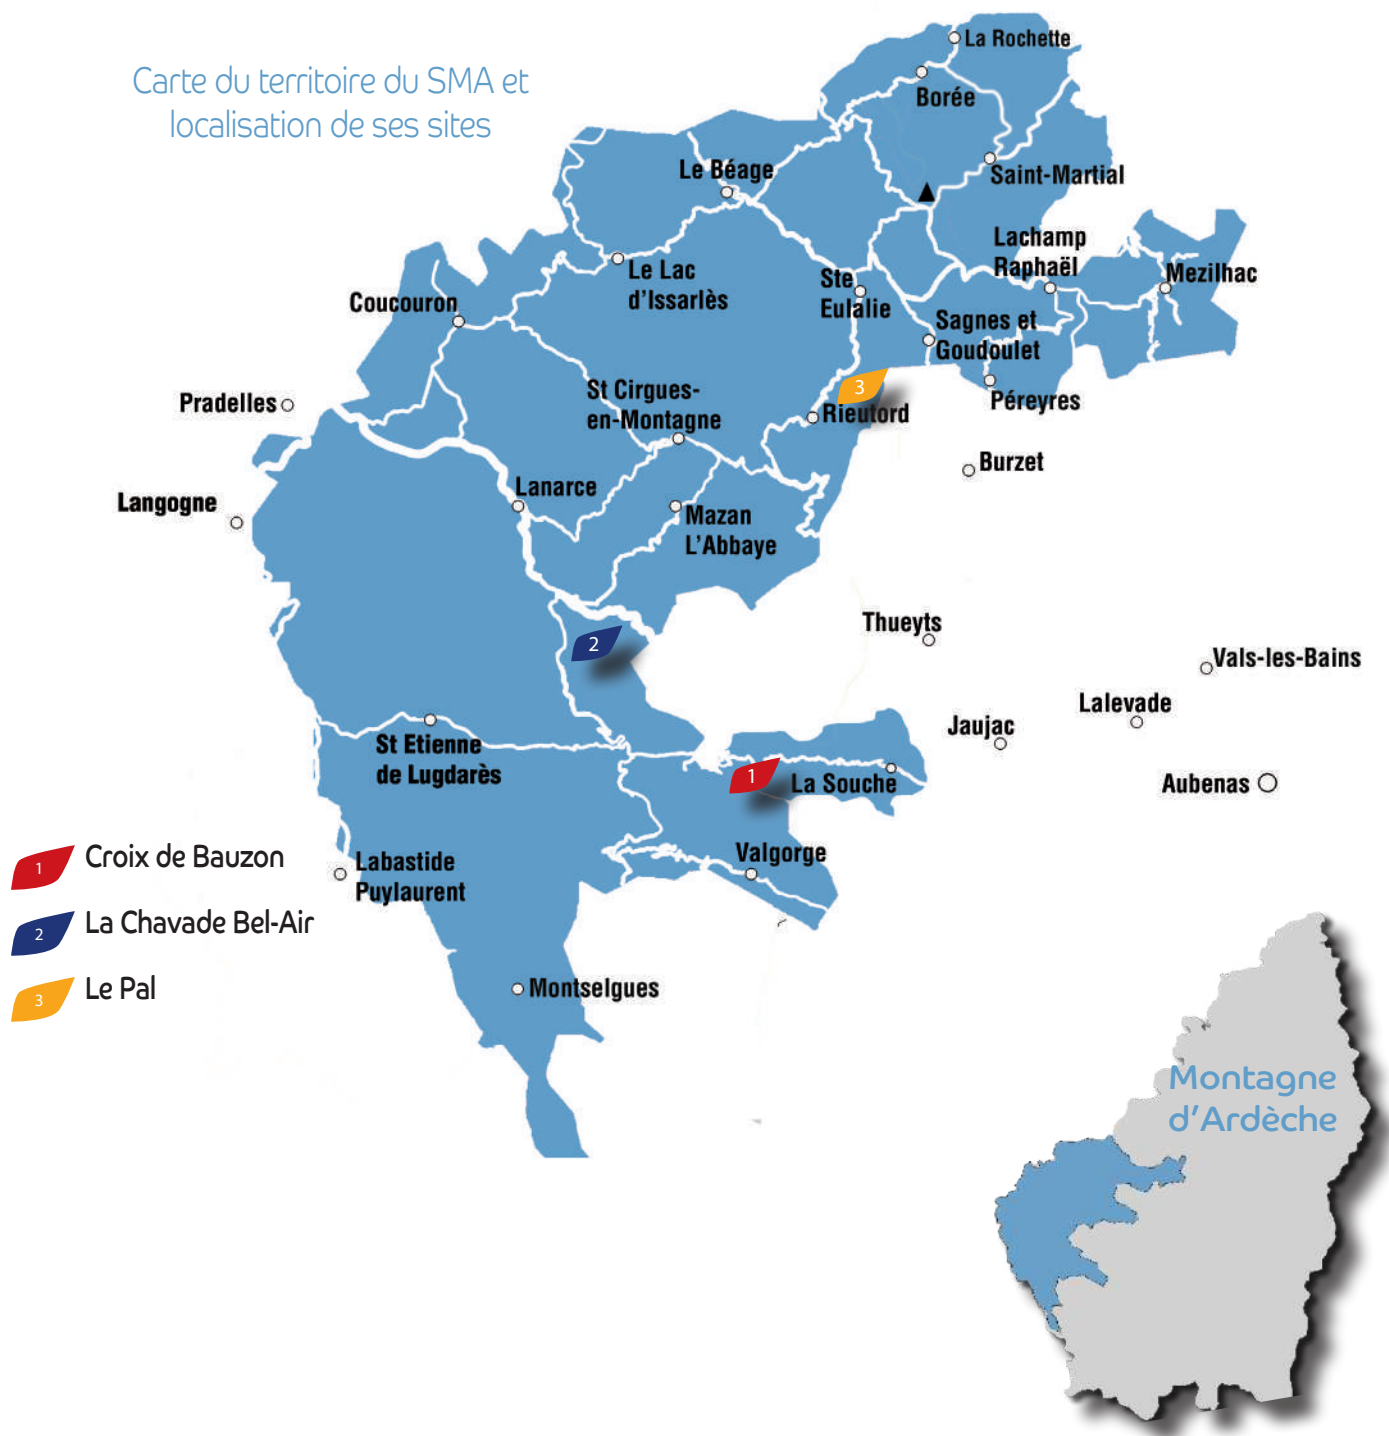 Carte du territoire du SMA et
localisation de ses sites
La Rochette
Borée
Saint-Martial
Le Béage
Lachamp
Raphaël
Mezilhac
Le Lac
d'Issarlès
Ste
Eulalie
Coucouron
Sagnes et
Goudoulet
3
Rieutord
Péreyres
St Cirgues-
en-Montagne
Pradelles
Burzet
Langogne
Lanarce
Mazan
L'Abbaye
2
Thueyts
Vals-les-Bains
Lalevade
Jaujac
St Etienne
de Lugdarès
1
La Souche
Aubenas
Valgorge
Labastide
Puylaurent
1 Croix de Bauzon
2 La Chavade Bel-Air
3 Le Pal
Montselgues
Montagne
d'Ardèche